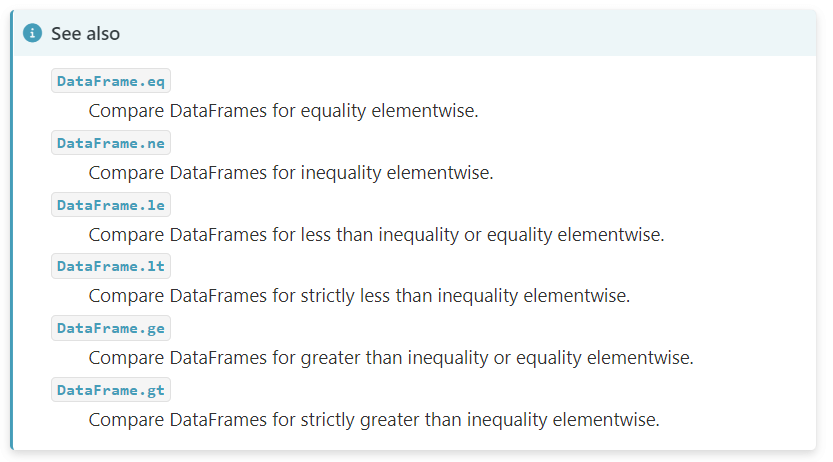 See also
DataFrame.eq
Compare DataFrames for equality elementwise.
DataFrame.ne
Compare DataFrames for inequality elementwise.
DataFrame.le
Compare DataFrames for less than inequality or equality elementwise.
DataFrame.lt
Compare DataFrames for strictly less than inequality elementwise.
DataFrame.ge
Compare DataFrames for greater than inequality or equality elementwise.
DataFrame.gt
Compare DataFrames for strictly greater than inequality elementwise.